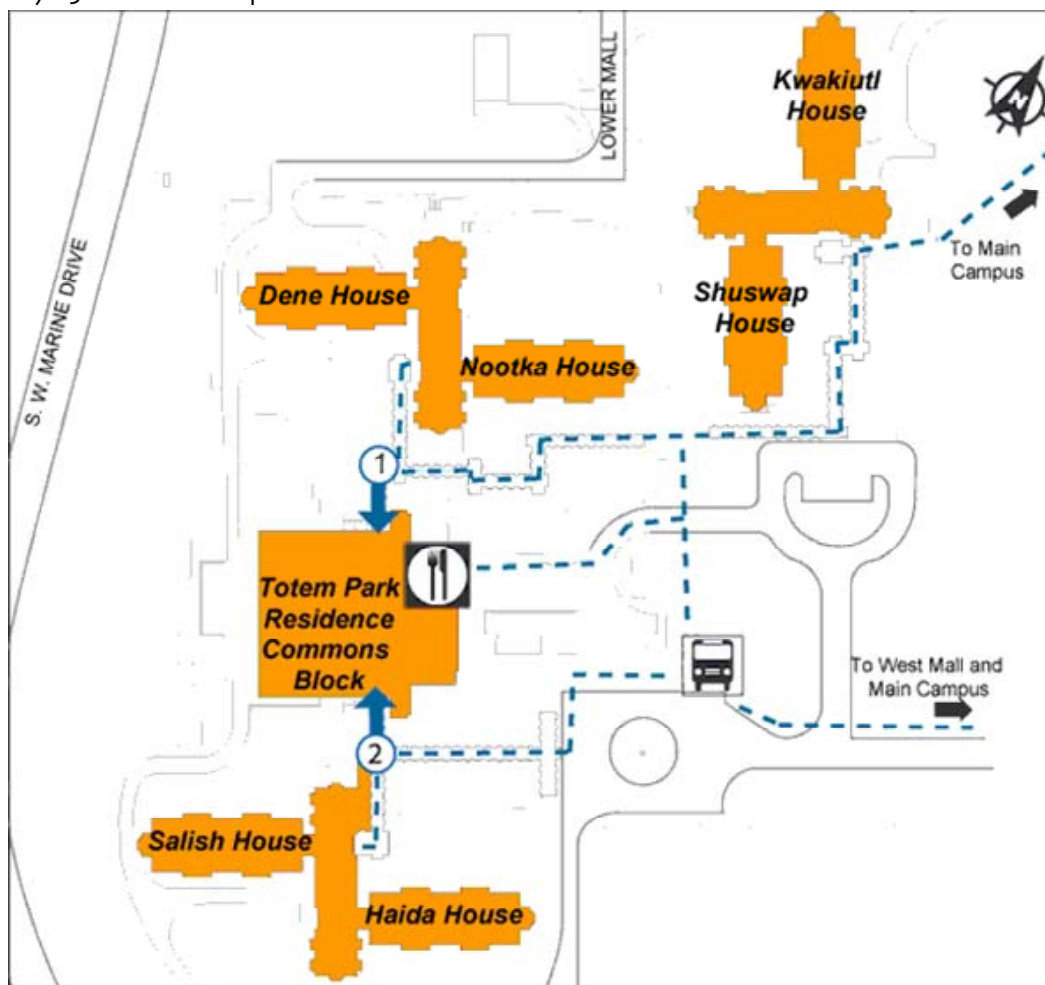 Kwakiutl
House
LOWER MALL
N
To Main
Campus
S. W. MARINE DRIVE
Dene House
Shuswap
House
Nootka House
1
Totem Park
Residence
Commons
Block
To West Mall and
Main Campus
2
Salish House
Haida House